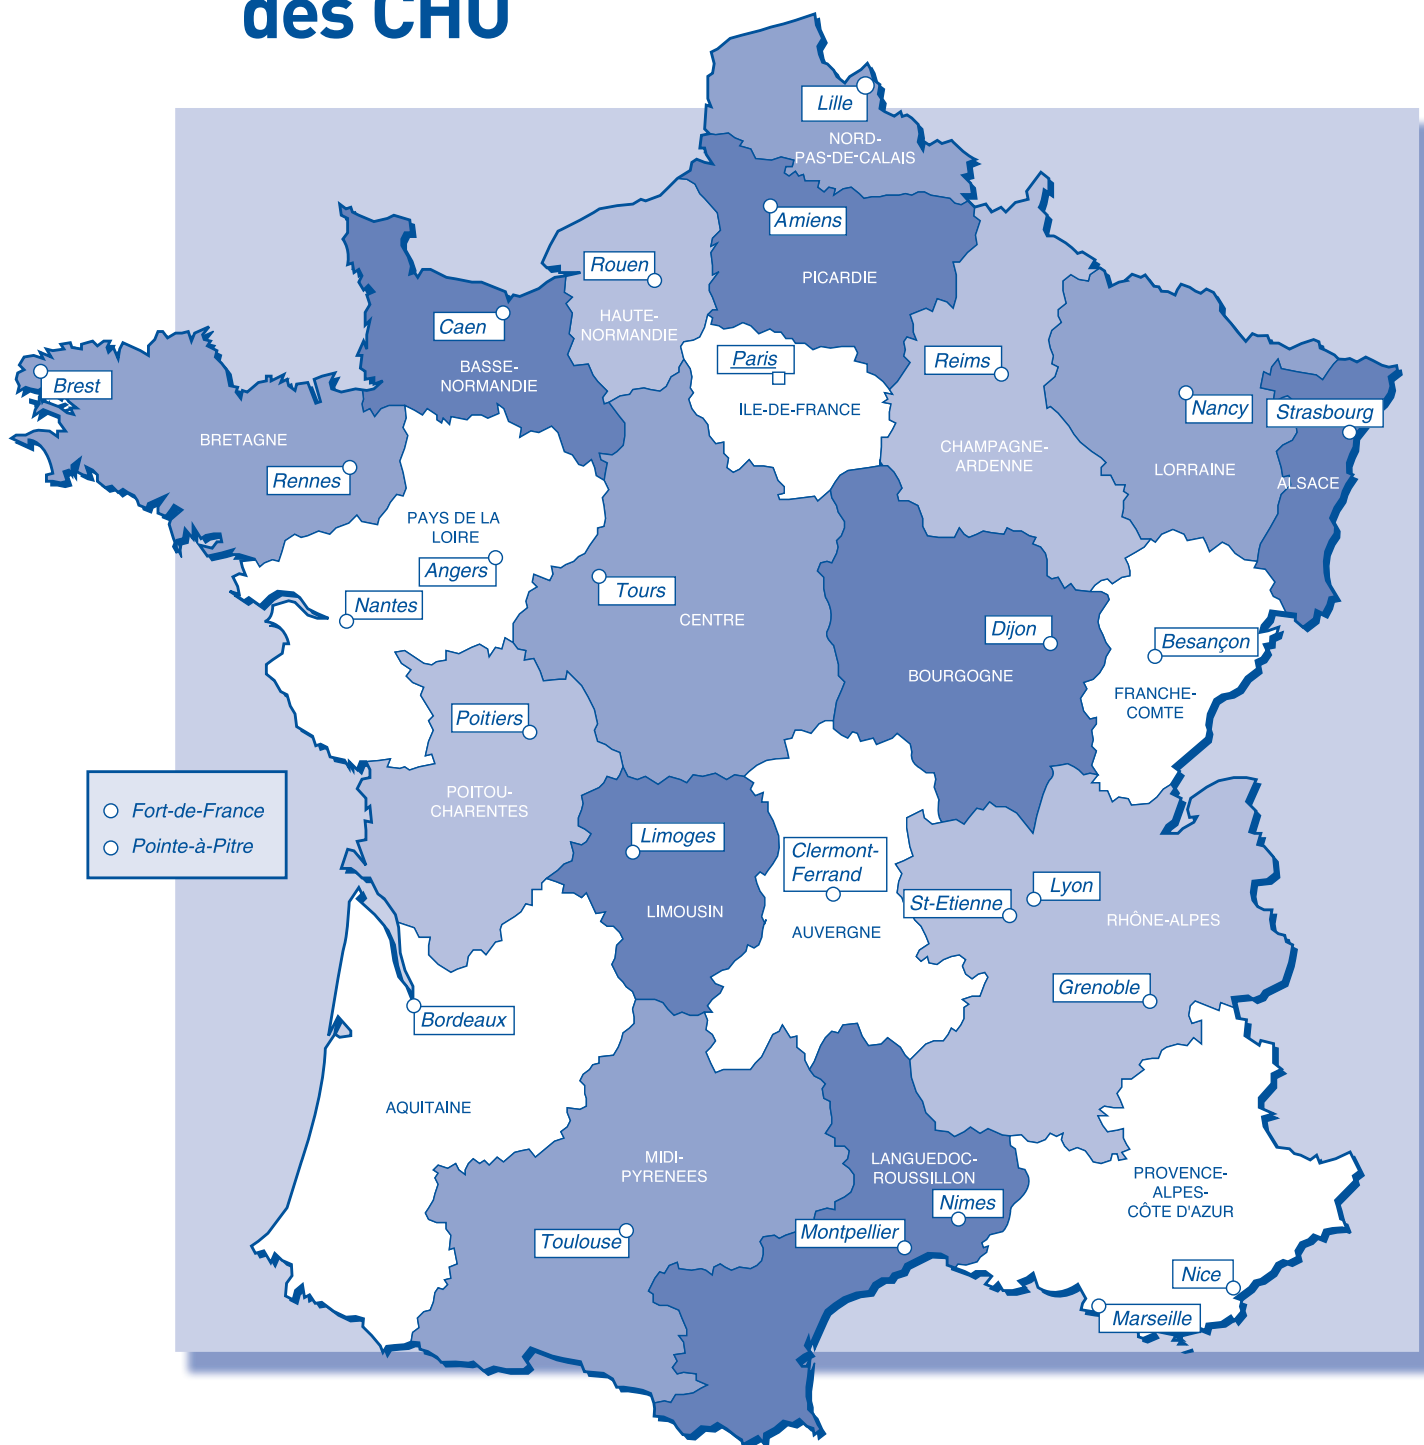 des CHU
Lille
NORD-
PAS-DE-CALAIS
Amiens
PICARDIE
Rouen
HAUTE-
NORMANDIE
Caen
BASSE-
NORMANDIE
Paris
ILE-DE-FRANCE
Reims
CHAMPAGNE-
ARDENNE
Nancy
LORRAINE
Strasbourg
ALSACE
Brest
BRETAGNE
Rennes
PAYS DE LA
LOIRE
Angers
Nantes
Tours
CENTRE
Dijon
BOURGOGNE
Besançon
FRANCHE-
COMTE
Poitiers
POITOU-
CHARENTES
Fort-de-France
Pointe-à-Pitre
Limoges
LIMOUSIN
Clermont-
Ferrand
AUVERGNE
St-Etienne
Lyon
RHÔNE-ALPES
Grenoble
Bordeaux
AQUITAINE
MIDI-
PYRENEES
Toulouse
LANGUEDOC-
ROUSSILLON
Nimes
Montpellier
PROVENCE-
ALPES-
CÔTE D'AZUR
Nice
Marseille